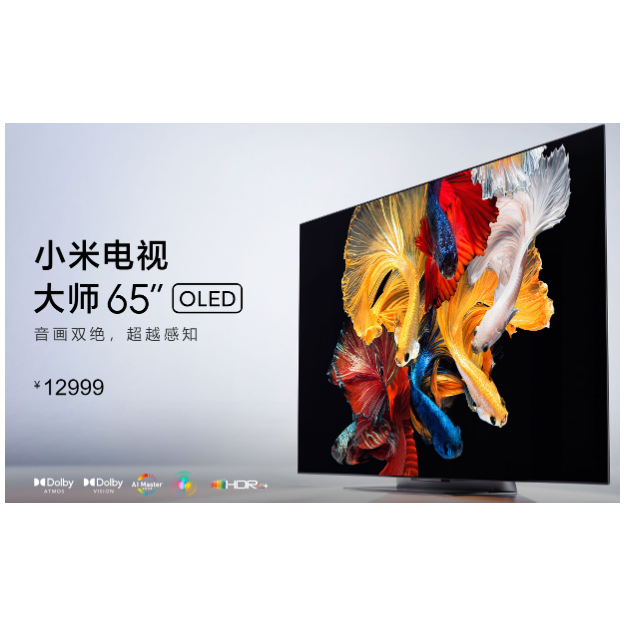 小米电视
大师 65” OLED
音画双绝，超越感知
¥12999
Dolby ATMOS
Dolby VISION
AI Master
HDR